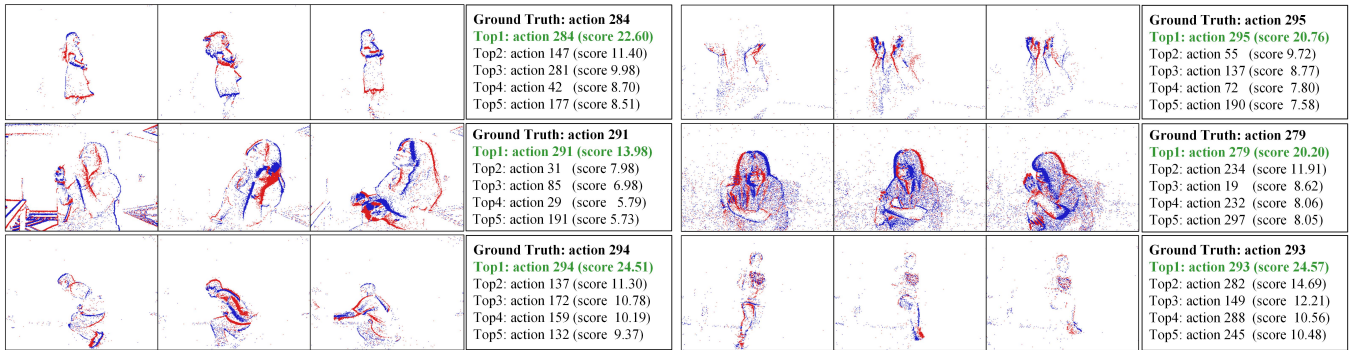 Ground Truth: action 284
Top1: action 284 (score 22.60)
Top2: action 147 (score 11.40)
Top3: action 281 (score 9.98)
Top4: action 42 (score 8.70)
Top5: action 177 (score 8.51)
Ground Truth: action 295
Top1: action 295 (score 20.76)
Top2: action 55 (score 9.72)
Top3: action 137 (score 8.77)
Top4: action 72 (score 7.80)
Top5: action 190 (score 7.58)
Ground Truth: action 291
Top1: action 291 (score 13.98)
Top2: action 31 (score 7.98)
Top3: action 85 (score 6.98)
Top4: action 29 (score 5.79)
Top5: action 191 (score 5.73)
Ground Truth: action 279
Top1: action 279 (score 20.20)
Top2: action 234 (score 11.91)
Top3: action 19 (score 8.62)
Top4: action 232 (score 8.06)
Top5: action 297 (score 8.05)
Ground Truth: action 294
Top1: action 294 (score 24.51)
Top2: action 137 (score 11.30)
Top3: action 172 (score 10.78)
Top4: action 159 (score 10.19)
Top5: action 132 (score 9.37)
Ground Truth: action 293
Top1: action 293 (score 24.57)
Top2: action 282 (score 14.69)
Top3: action 149 (score 12.21)
Top4: action 288 (score 10.56)
Top5: action 245 (score 10.48)